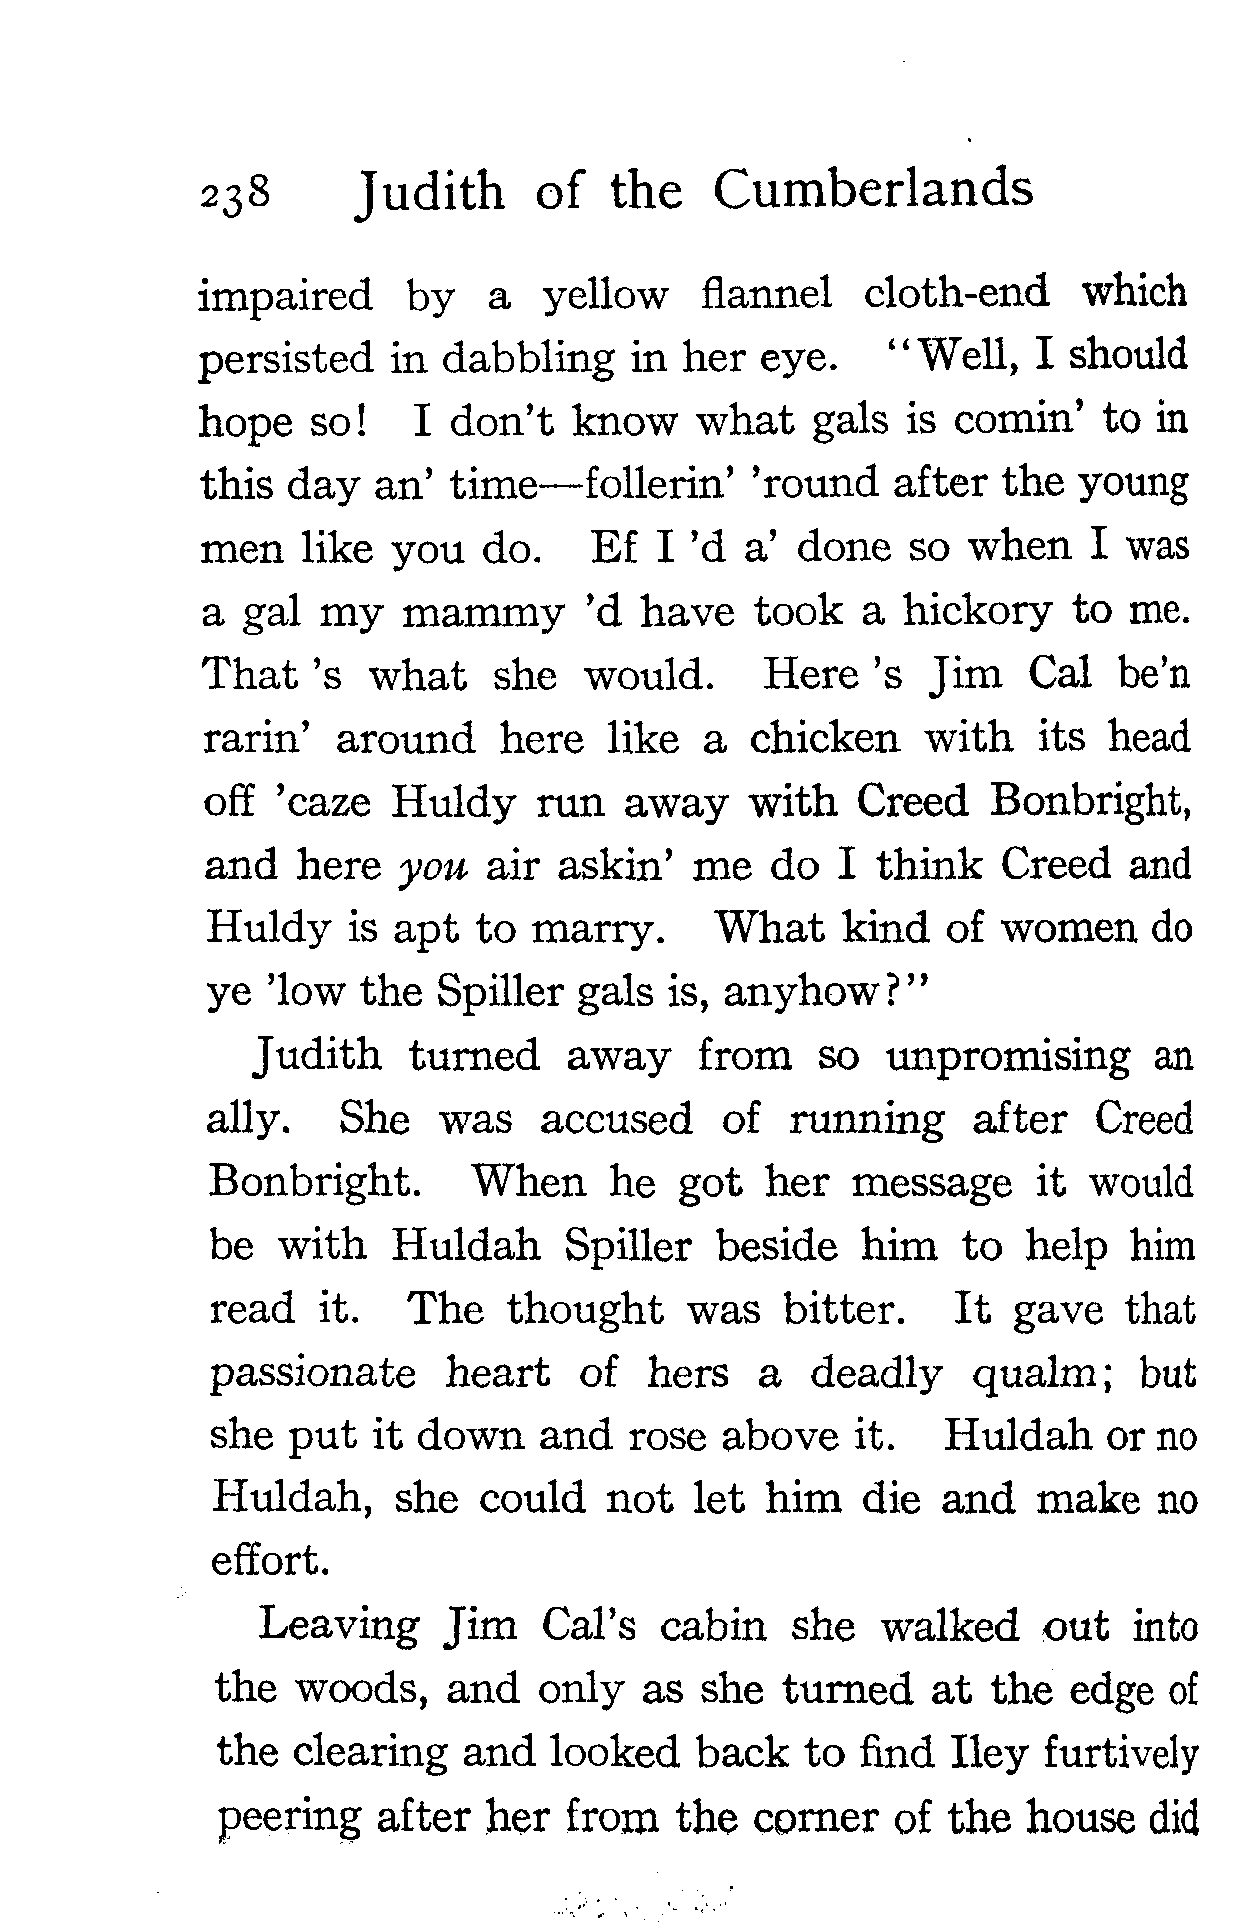 238 Judith of the Cumberlands
impaired by a yellow flannel cloth-end which
persisted in dabbling in her eye. "Well, I should
hope so! I don't know what gals is comin' to in
this day an' time—follerin' 'round after the young
men like you do. Ef I 'd a' done so when I was
a gal my mammy 'd have took a hickory to me.
That 's what she would. Here 's Jim Cal be'n
rarin' around here like a chicken with its head
off 'caze Huldy run away with Creed Bonbright,
and here you air askin' me do I think Creed and
Huldy is apt to marry. What kind of women do
ye 'low the Spiller gals is, anyhow?"
Judith turned away from so unpromising an
ally. She was accused of running after Creed
Bonbright. When he got her message it would
be with Huldah Spiller beside him to help him
read it. The thought was bitter. It gave that
passionate heart of hers a deadly qualm; but
she put it down and rose above it. Huldah or no
Huldah, she could not let him die and make no
effort.
Leaving Jim Cal's cabin she walked out into
the woods, and only as she turned at the edge of
the clearing and looked back to find Iley furtively
peering after her from the corner of the house did